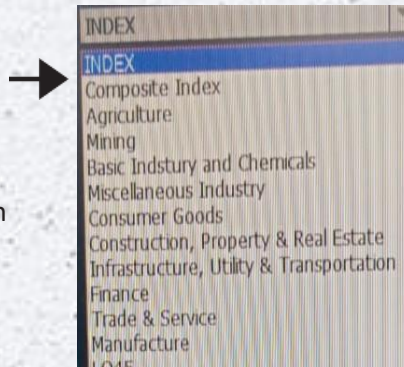 INDEX
INDEX
Composite Index
Agriculture
Mining
Basic Indstury and Chemicals
Miscellaneous Industry
Consumer Goods
Construction, Property & Real Estate
Infrastructure, Utility & Transportation
Finance
Trade & Service
Manufacture